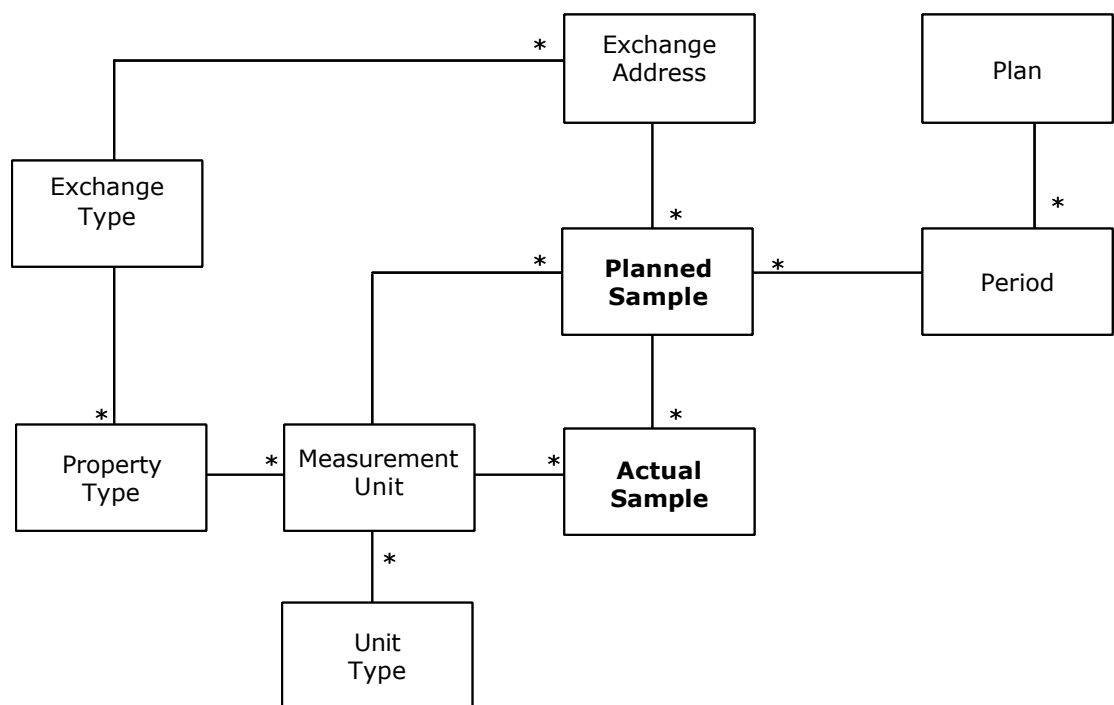 *
Exchange
Address
Plan
Exchange
Type
*
*
*
Planned
Sample
*
Period
*
*
Property
Type
*
Measurement
Unit
*
Actual
Sample
*
Unit
Type